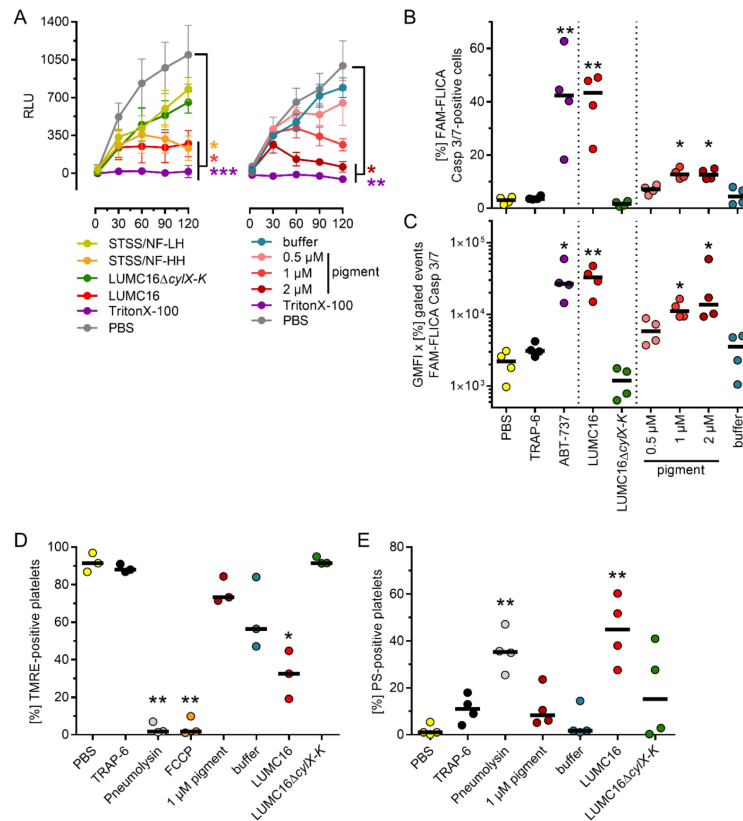 A
RLU
1400
1050
700
350
0
0 30 60 90 120
0 30 60 90 120
*
*
***
*
**
STSS/NF-LH
STSS/NF-HH
LUMC16ΔcylX-K
LUMC16
TritonX-100
PBS
buffer
0.5 µM
1 µM
2 µM
pigment
TritonX-100
PBS
B
[%] FAM-FLICA
Casp 3/7-positive cells
80
60
40
20
0
** ** * *
C
GMFI x [%] gated events
FAM-FLICA Casp 3/7
1×10⁵
1×10⁴
1×10³
* ** * *
PBS
TRAP-6
ABT-737
LUMC16
LUMC16ΔcylX-K
0.5 µM
1 µM
2 µM
pigment
buffer
D
[%] TMRE-positive platelets
100
80
60
40
20
0
** ** *
PBS
TRAP-6
Pneumolysin
FCCP
1 µM pigment
buffer
LUMC16
LUMC16ΔcylX-K
E
[%] PS-positive platelets
80
60
40
20
0
** **
PBS
TRAP-6
Pneumolysin
1 µM pigment
buffer
LUMC16
LUMC16ΔcylX-K